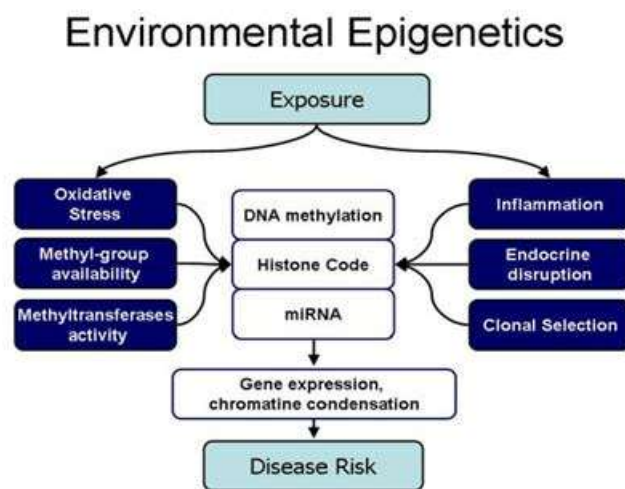 Environmental Epigenetics
Exposure
Oxidative
Stress
Methyl-group
availability
Methyltransferases
activity
DNA methylation
Histone Code
miRNA
Inflammation
Endocrine
disruption
Clonal Selection
Gene expression,
chromatine condensation
Disease Risk